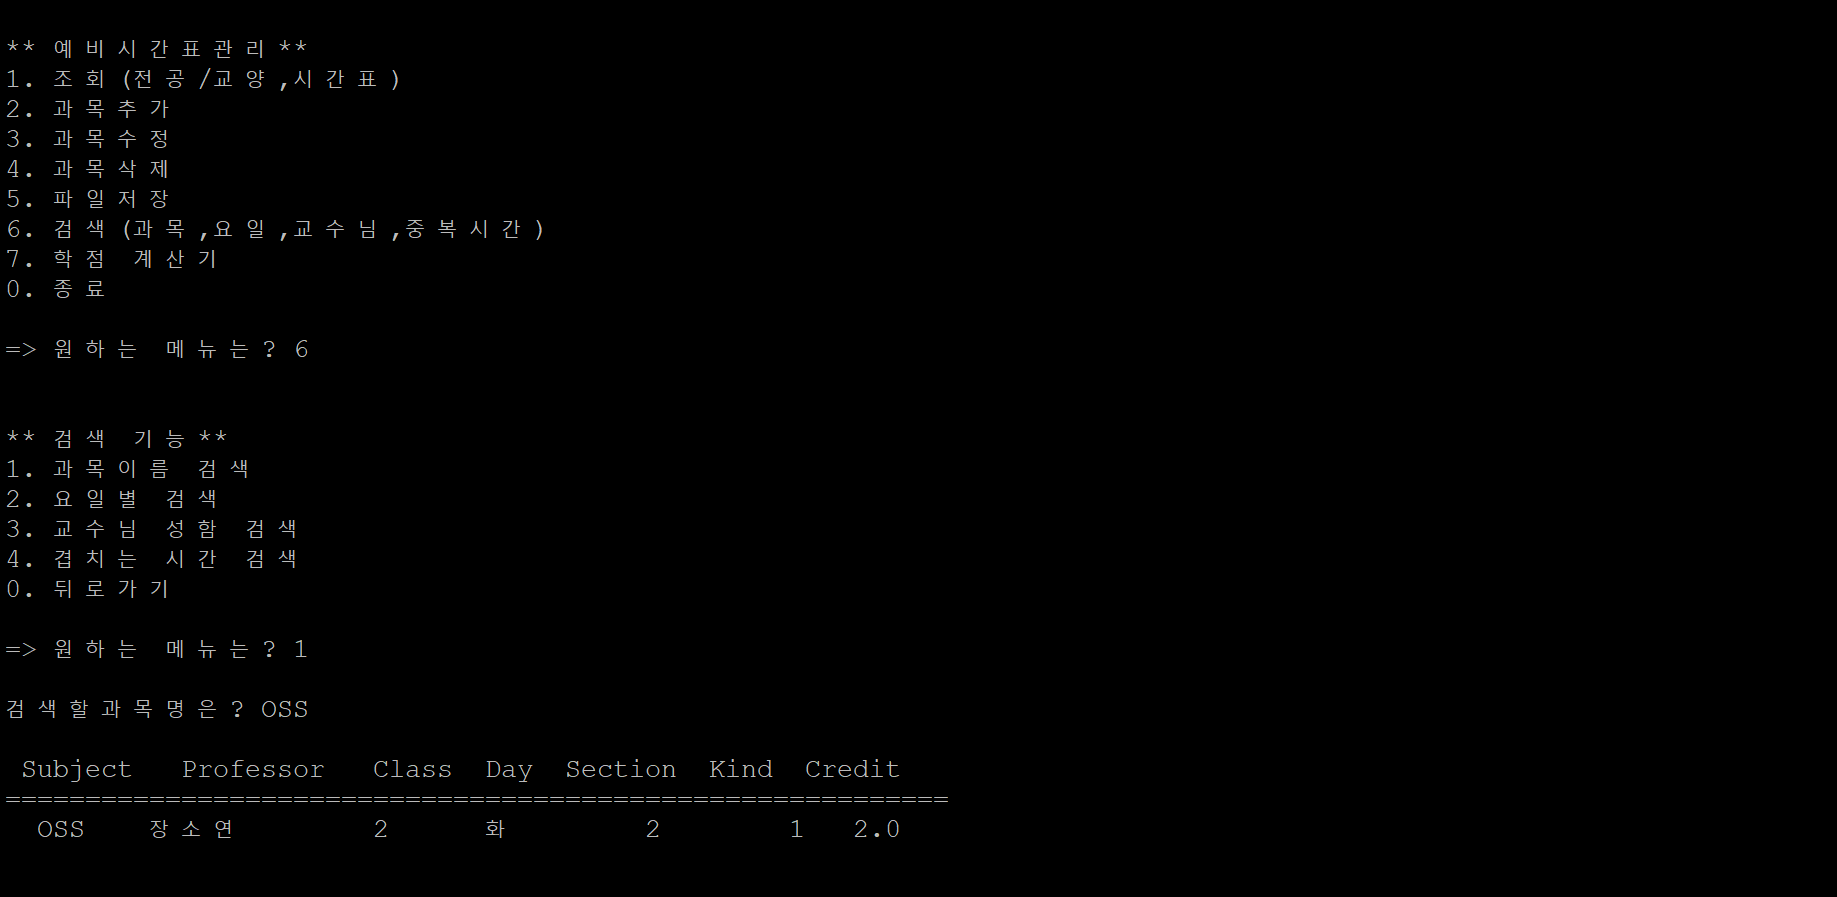 ** 예비시간표관리 **
1. 조회(전공/교양,시간표)
2. 과목추가
3. 과목수정
4. 과목삭제
5. 파일저장
6. 검색(과목,요일,교수님,중복시간)
7. 학점 계산기
0. 종료
=> 원하는 메뉴는? 6
** 검색 기능 **
1. 과목이름 검색
2. 요일별 검색
3. 교수님 성함 검색
4. 겹치는 시간 검색
0. 뒤로가기
=> 원하는 메뉴는? 1
검색할과목명은? OSS
Subject Professor Class Day Section Kind Credit
===========================================================
OSS 장소연 2 화 2 1 2.0